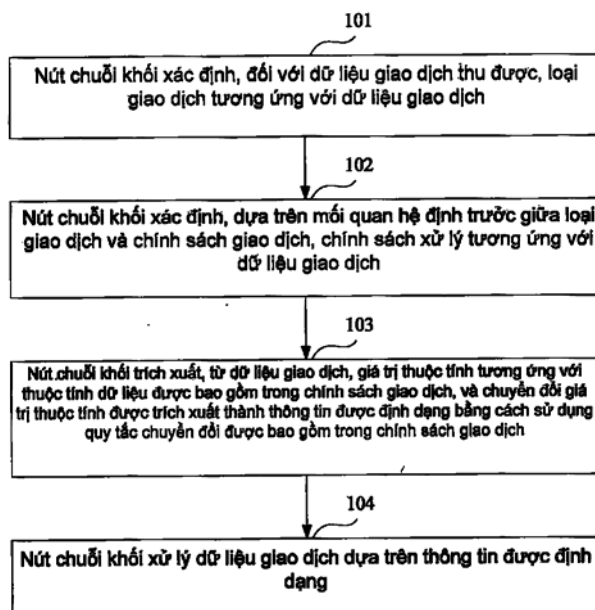 101
Nút chuỗi khối xác định, đối với dữ liệu giao dịch thu được, loại
giao dịch tương ứng với dữ liệu giao dịch
102
Nút chuỗi khối xác định, dựa trên mối quan hệ định trước giữa loại
giao dịch và chính sách giao dịch, chính sách xử lý tương ứng với
dữ liệu giao dịch
103
Nút chuỗi khối trích xuất, từ dữ liệu giao dịch, giá trị thuộc tính tương ứng với
thuộc tính dữ liệu được bao gồm trong chính sách giao dịch, và chuyển đổi giá
trị thuộc tính được trích xuất thành thông tin được định dạng bằng cách sử dụng
quy tắc chuyển đổi được bao gồm trong chính sách giao dịch
104
Nút chuỗi khối xử lý dữ liệu giao dịch dựa trên thông tin được định
dạng